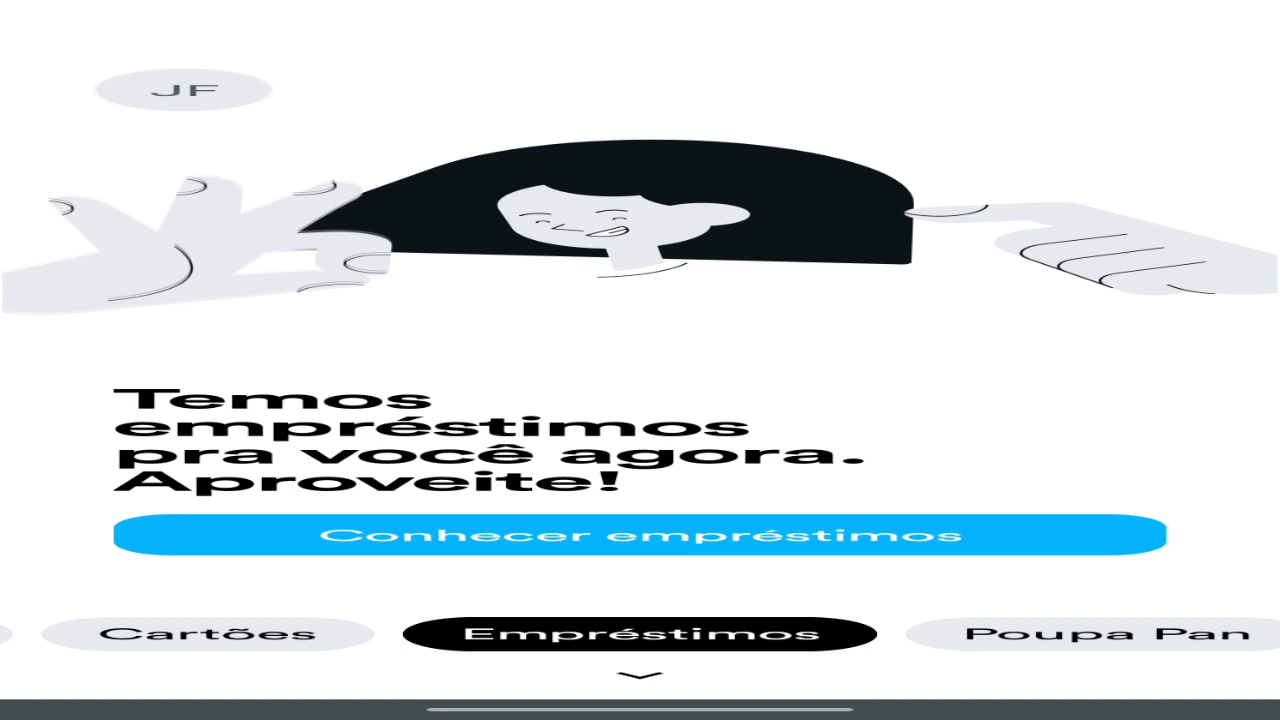 JF
Temos
empréstimos
pra você agora.
Aproveite!
Conhecer empréstimos
Cartões
Empréstimos
Poupa Pan